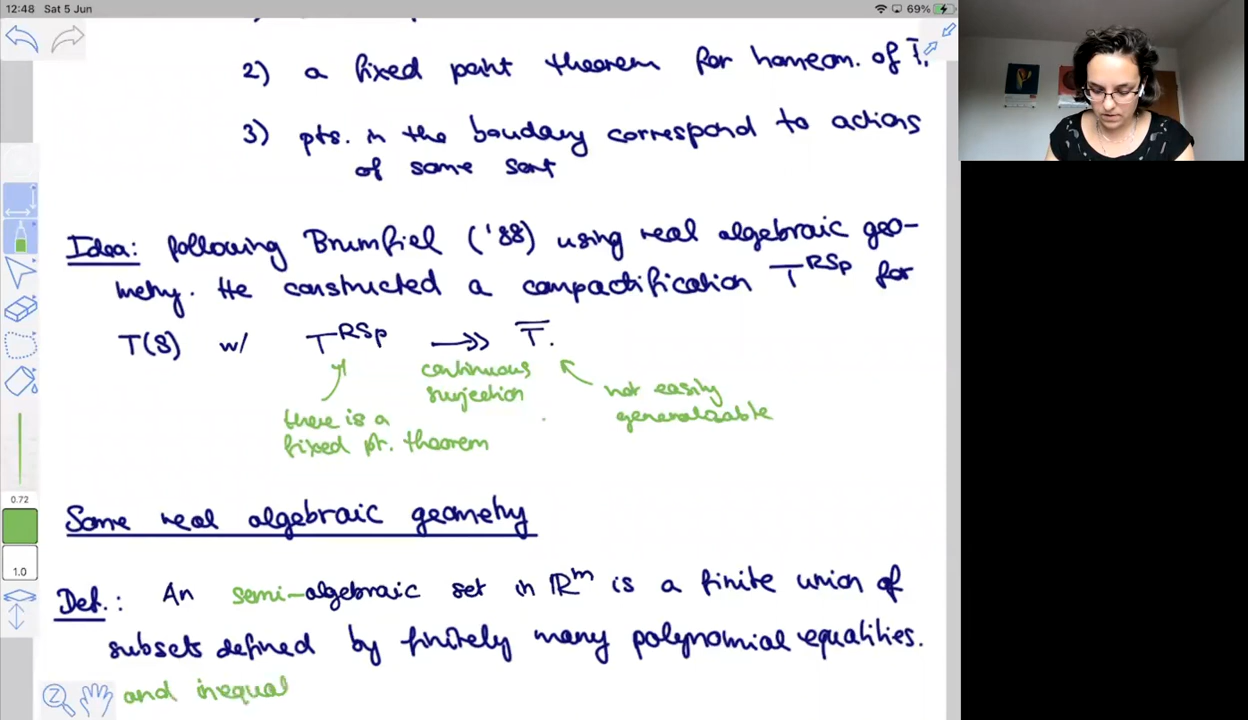 12:48 Sat 5 Jun
69%
2) a fixed point theorem for homeom. of T̅.
3) pts. in the boudary correspond to actions
of some sort
Idea: following Brumfiel ('88) using real algebraic geo-
metry. He constructed a compactification T^RSp for
T(S) w/ T^RSp ↠ T̅.
continuous
surjection
not easily
generalisable
there is a
fixed pt. theorem
0.72
Some real algebraic geometry
1.0
Def.: An semi-algebraic set in ℝ^m is a finite union of
subsets defined by finitely many polynomial equalities.
and inequal